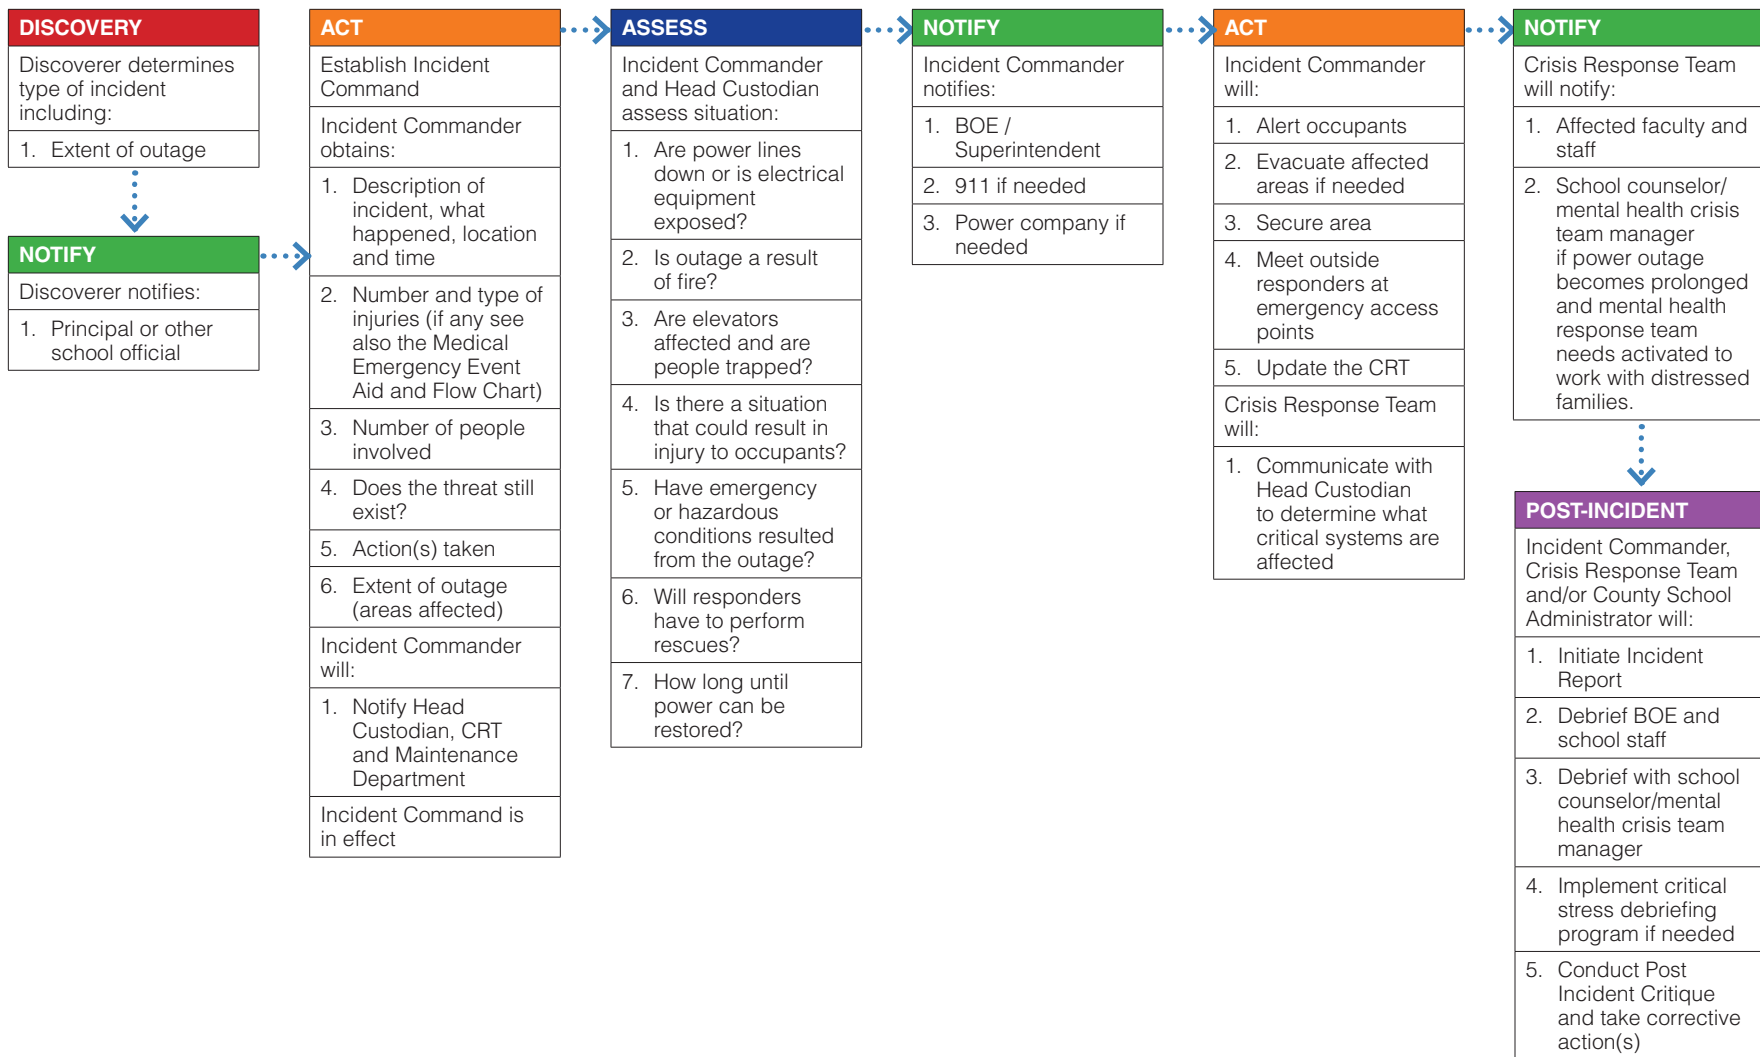 DISCOVERY
Discoverer determines
type of incident
including:
1. Extent of outage
NOTIFY
Discoverer notifies:
1. Principal or other
school official
ACT
Establish Incident
Command
Incident Commander
obtains:
1. Description of
incident, what
happened, location
and time
2. Number and type of
injuries (if any see
also the Medical
Emergency Event
Aid and Flow Chart)
3. Number of people
involved
4. Does the threat still
exist?
5. Action(s) taken
6. Extent of outage
(areas affected)
Incident Commander
will:
1. Notify Head
Custodian, CRT
and Maintenance
Department
Incident Command is
in effect
ASSESS
Incident Commander
and Head Custodian
assess situation:
1. Are power lines
down or is electrical
equipment
exposed?
2. Is outage a result
of fire?
3. Are elevators
affected and are
people trapped?
4. Is there a situation
that could result in
injury to occupants?
5. Have emergency
or hazardous
conditions resulted
from the outage?
6. Will responders
have to perform
rescues?
7. How long until
power can be
restored?
NOTIFY
Incident Commander
notifies:
1. BOE /
Superintendent
2. 911 if needed
3. Power company if
needed
ACT
Incident Commander
will:
1. Alert occupants
2. Evacuate affected
areas if needed
3. Secure area
4. Meet outside
responders at
emergency access
points
5. Update the CRT
Crisis Response Team
will:
1. Communicate with
Head Custodian
to determine what
critical systems are
affected
NOTIFY
Crisis Response Team
will notify:
1. Affected faculty and
staff
2. School counselor/
mental health crisis
team manager
if power outage
becomes prolonged
and mental health
response team
needs activated to
work with distressed
families.
POST-INCIDENT
Incident Commander,
Crisis Response Team
and/or County School
Administrator will:
1. Initiate Incident
Report
2. Debrief BOE and
school staff
3. Debrief with school
counselor/mental
health crisis team
manager
4. Implement critical
stress debriefing
program if needed
5. Conduct Post
Incident Critique
and take corrective
action(s)